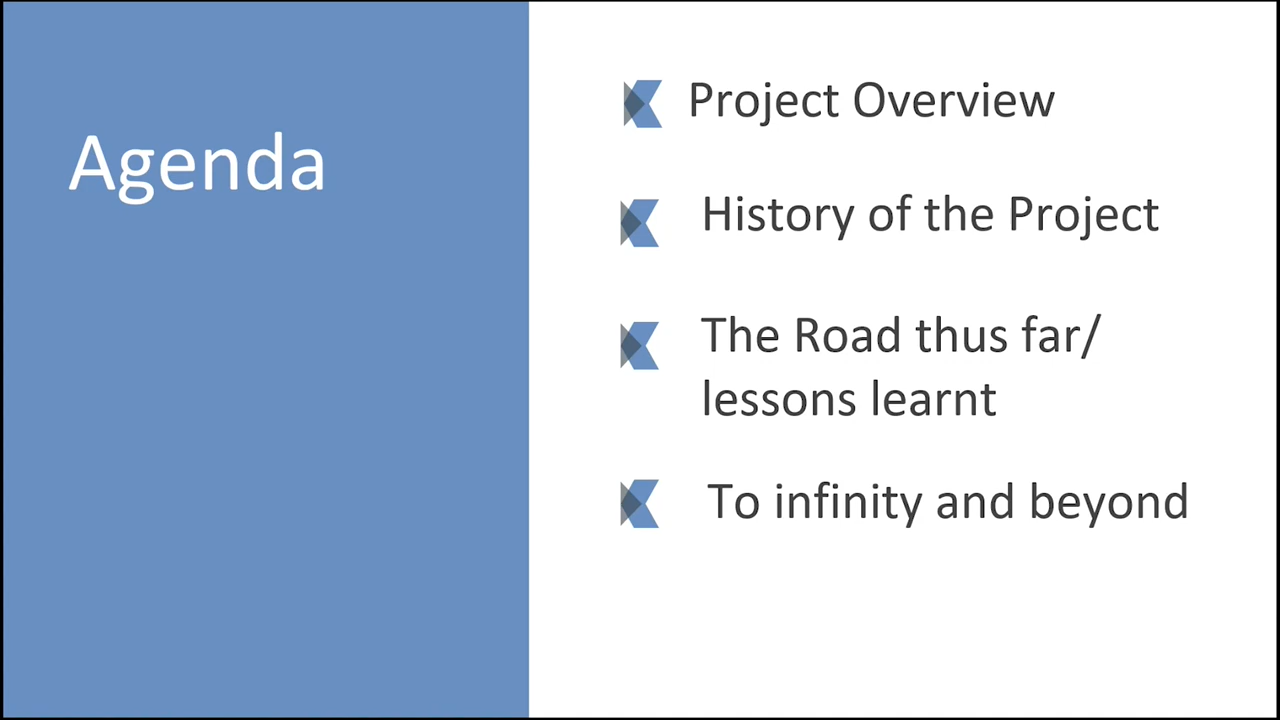 Agenda
Project Overview
History of the Project
The Road thus far/
lessons learnt
To infinity and beyond